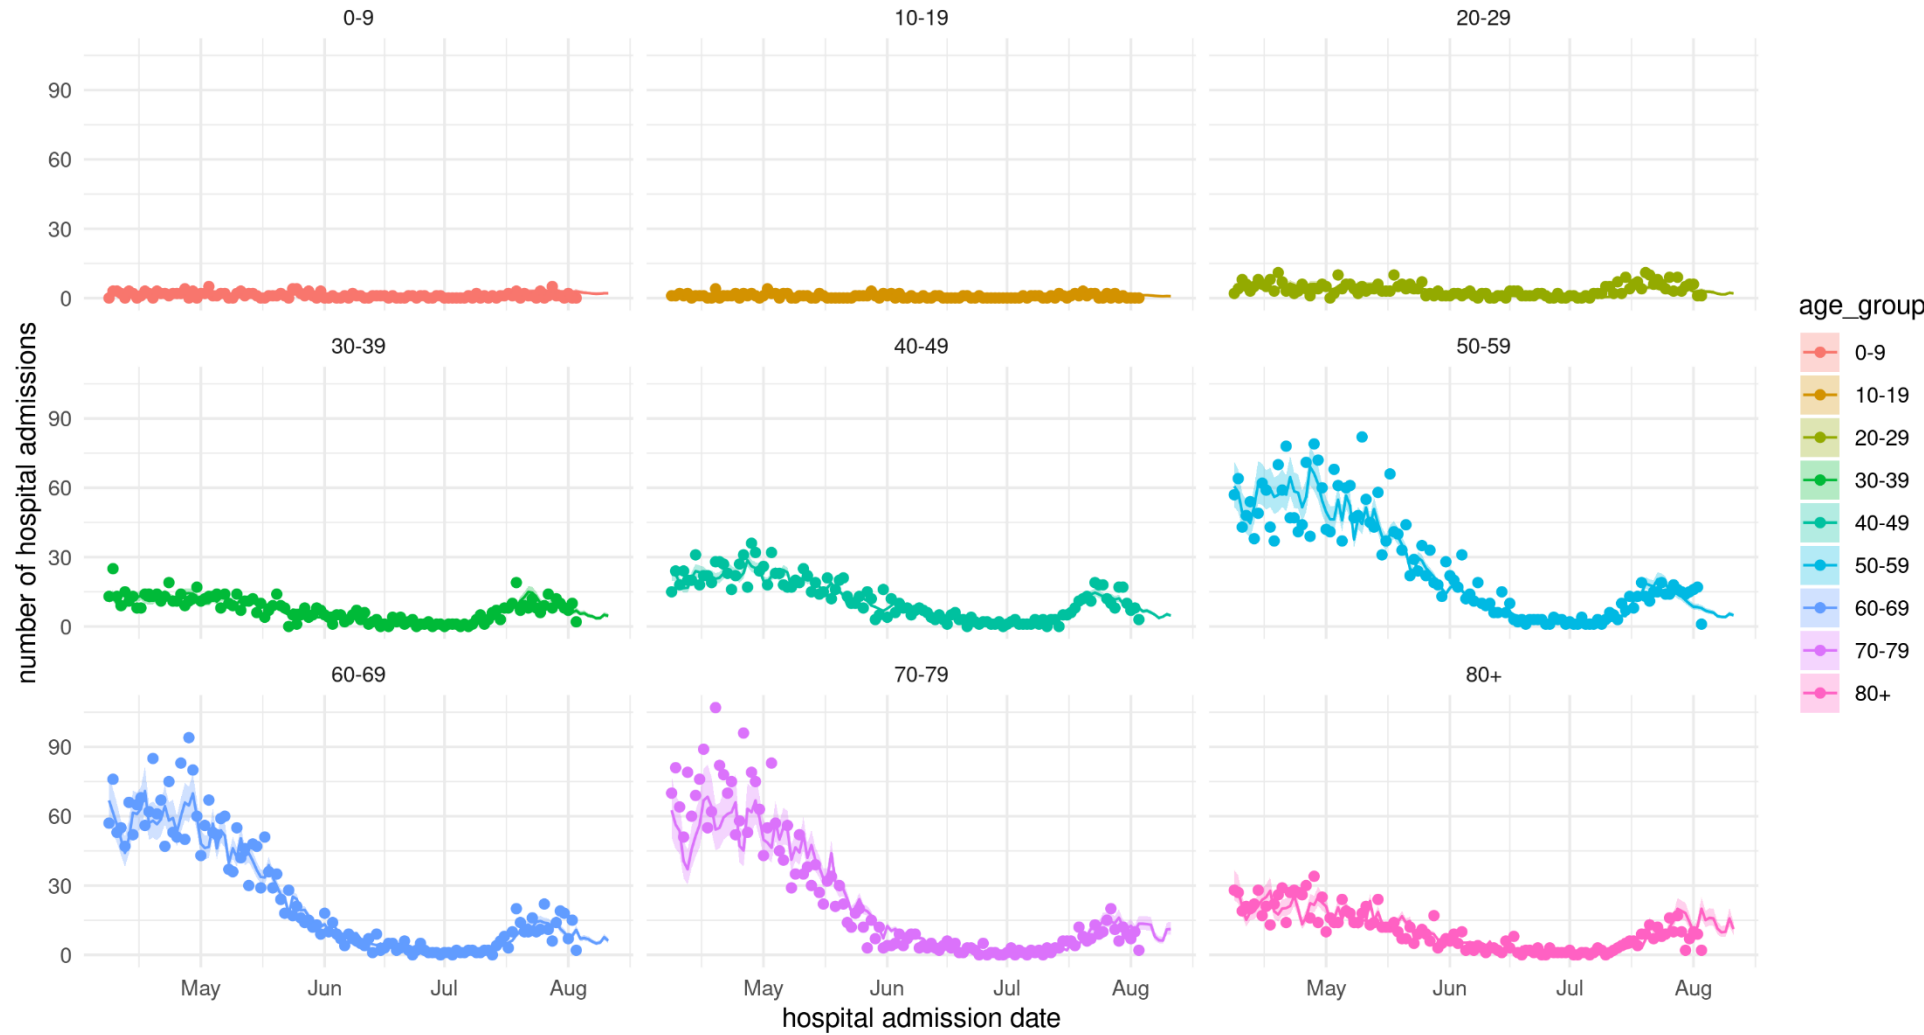 0-9
10-19
20-29
90
60
30
0
30-39
40-49
50-59
90
60
30
0
60-69
70-79
80+
90
60
30
0
May
Jun
Jul
Aug
May
Jun
Jul
Aug
May
Jun
Jul
Aug
hospital admission date
number of hospital admissions
age_group
0-9
10-19
20-29
30-39
40-49
50-59
60-69
70-79
80+